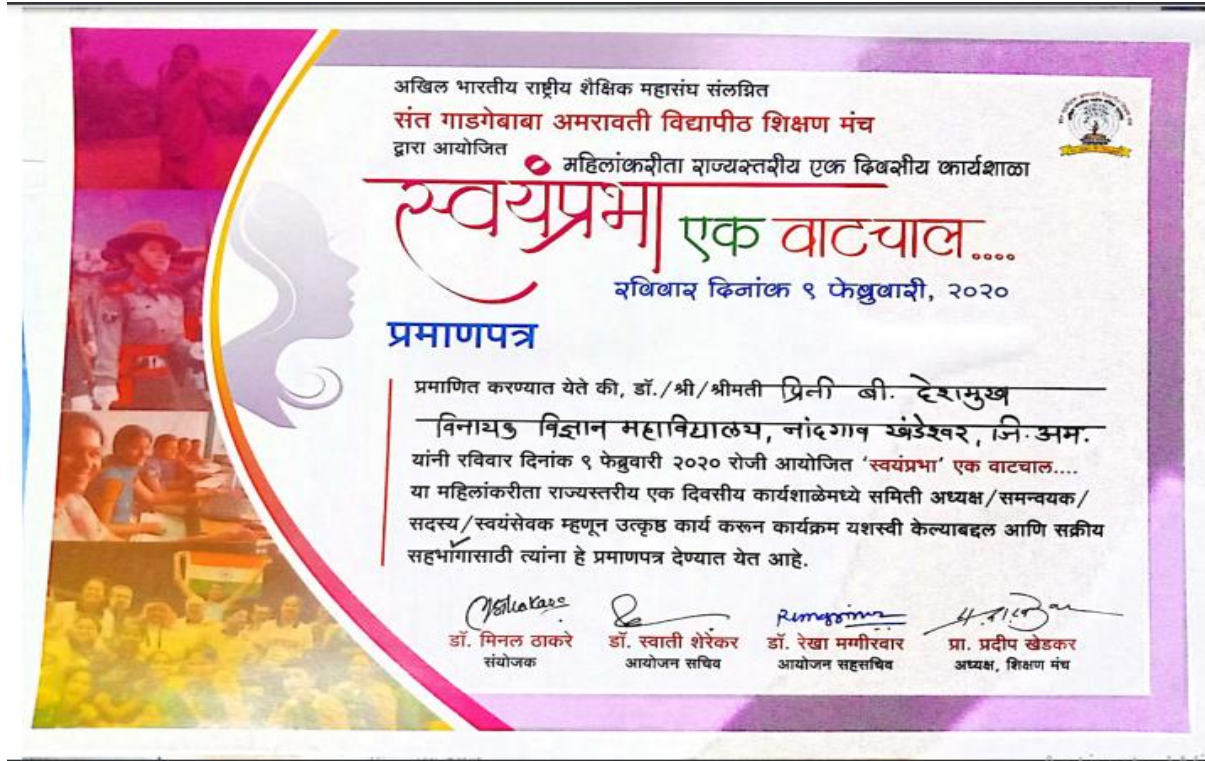 अखिल भारतीय राष्ट्रीय शैक्षिक महासंघ संलग्नित
संत गाडगेबाबा अमरावती विद्यापीठ शिक्षण मंच
द्वारा आयोजित
महिलांकरीता राज्यस्तरीय एक दिवसीय कार्यशाळा
स्वयंप्रभा एक वाटचाल....
रविवार दिनांक ९ फेब्रुवारी, २०२०
प्रमाणपत्र
प्रमाणित करण्यात येते की, डॉ./श्री/श्रीमती प्रिती बी. देशमुख
विनायक विज्ञान महाविद्यालय, नांदगाव खंडेश्वर, जि. अम.
यांनी रविवार दिनांक ९ फेब्रुवारी २०२० रोजी आयोजित 'स्वयंप्रभा' एक वाटचाल....
या महिलांकरीता राज्यस्तरीय एक दिवसीय कार्यशाळेमध्ये समिती अध्यक्ष/समन्वयक/
सदस्य/स्वयंसेवक म्हणून उत्कृष्ठ कार्य करून कार्यक्रम यशस्वी केल्याबद्दल आणि सक्रीय
सहभागासाठी त्यांना हे प्रमाणपत्र देण्यात येत आहे.
डॉ. मिनल ठाकरे डॉ. स्वाती शेरेकर डॉ. रेखा मग्गीरवार प्रा. प्रदीप खेडकर
संयोजक आयोजन सचिव आयोजन सहसचिव अध्यक्ष, शिक्षण मंच